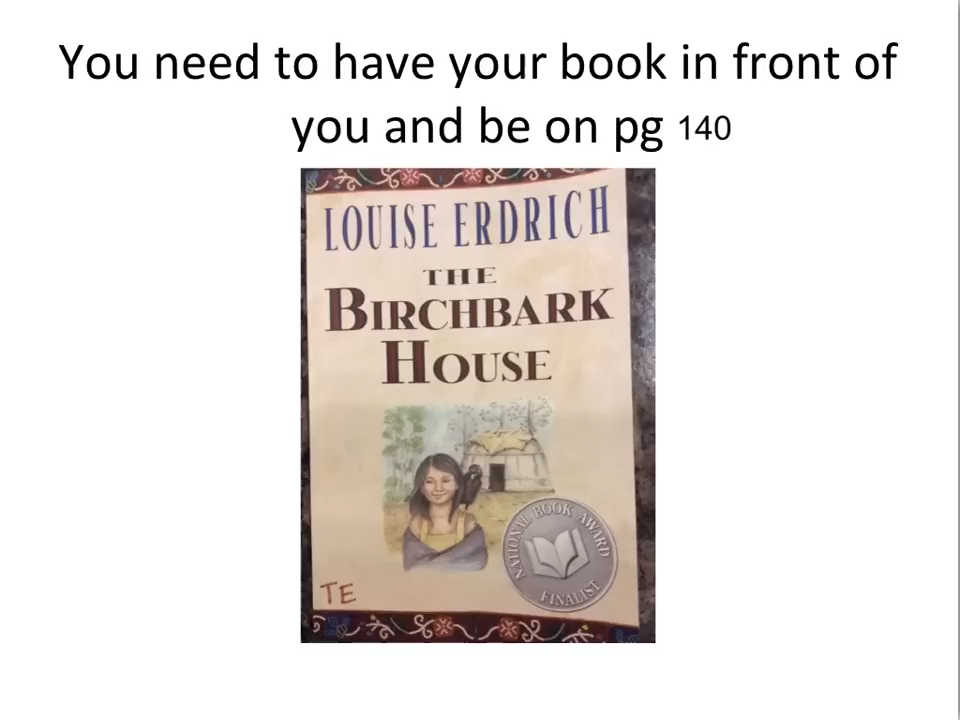 You need to have your book in front of
you and be on pg 140
LOUISE ERDRICH
THE
BIRCHBARK
HOUSE
NATIONAL BOOK AWARD
FINALIST
TE